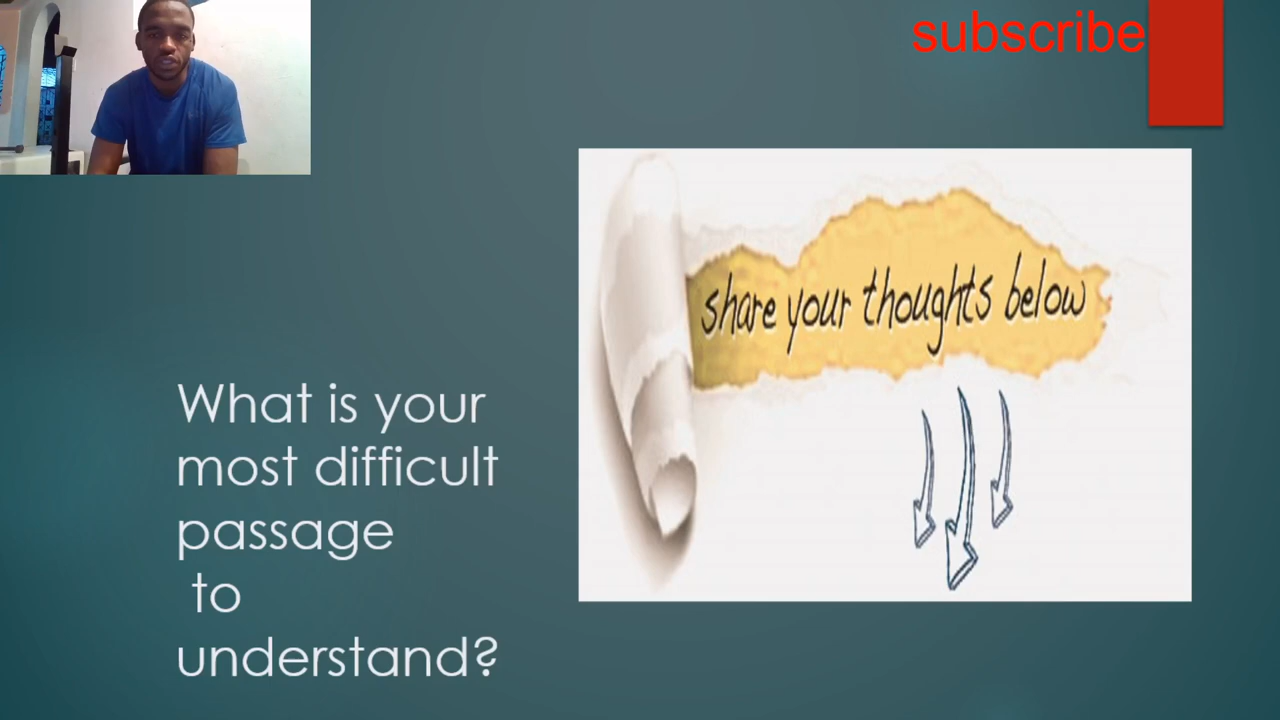 subscribe
share your thoughts below
What is your
most difficult
passage
to
understand?